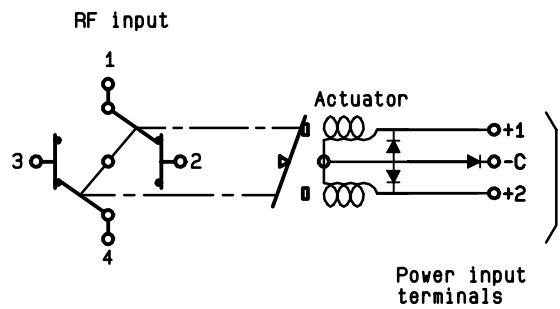 RF input
1
Actuator
+1
3
2
-C
+2
4
Power input
terminals